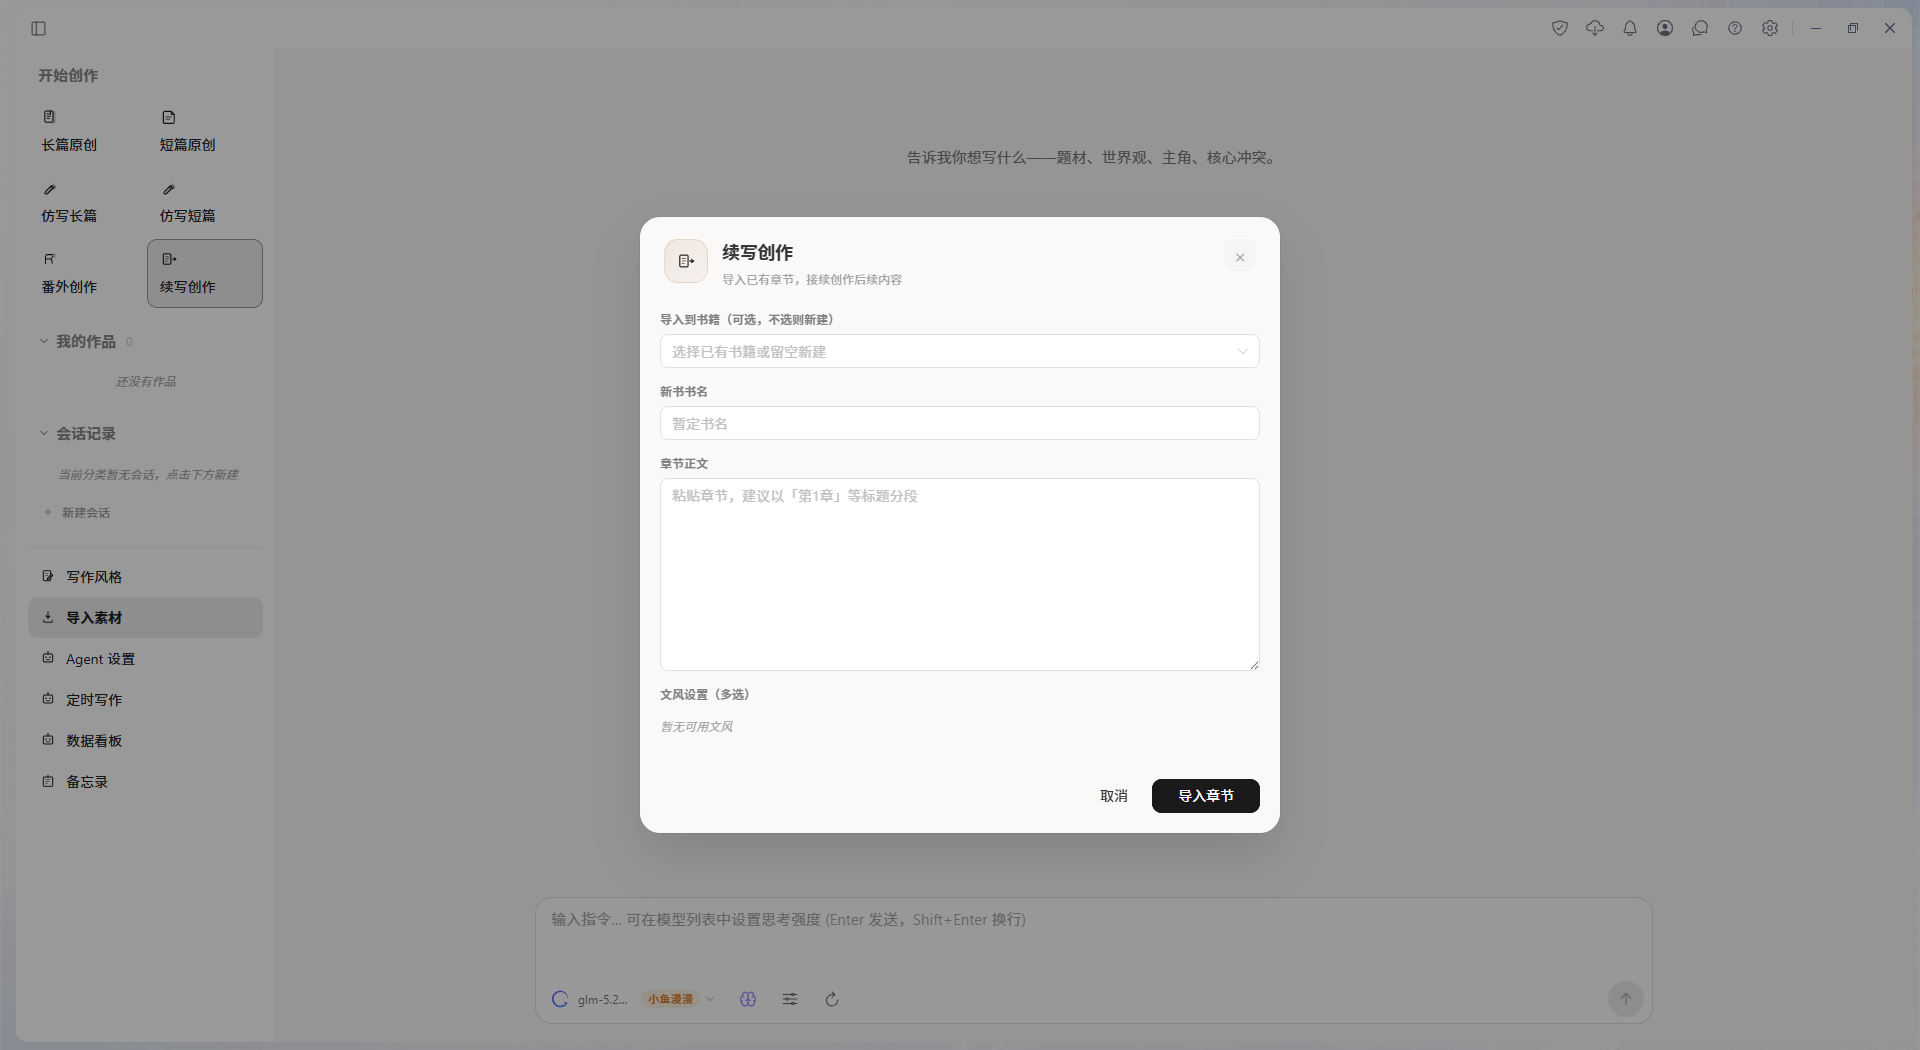 开始创作
长篇原创
短篇原创
仿写长篇
仿写短篇
番外创作
续写创作
我的作品 0
还没有作品
会话记录
当前分类暂无会话，点击下方新建
+ 新建会话
写作风格
导入素材
Agent 设置
定时写作
数据看板
备忘录
告诉我你想写什么——题材、世界观、主角、核心冲突。
续写创作
导入已有章节，接续创作后续内容
导入到书籍（可选，不选则新建）
选择已有书籍或留空新建
新书书名
暂定书名
章节正文
粘贴章节，建议以「第1章」等标题分段
文风设置（多选）
暂无可用文风
取消
导入章节
输入指令... 可在模型列表中设置思考强度 (Enter 发送，Shift+Enter 换行)
glm-5.2... 小鱼漫漫